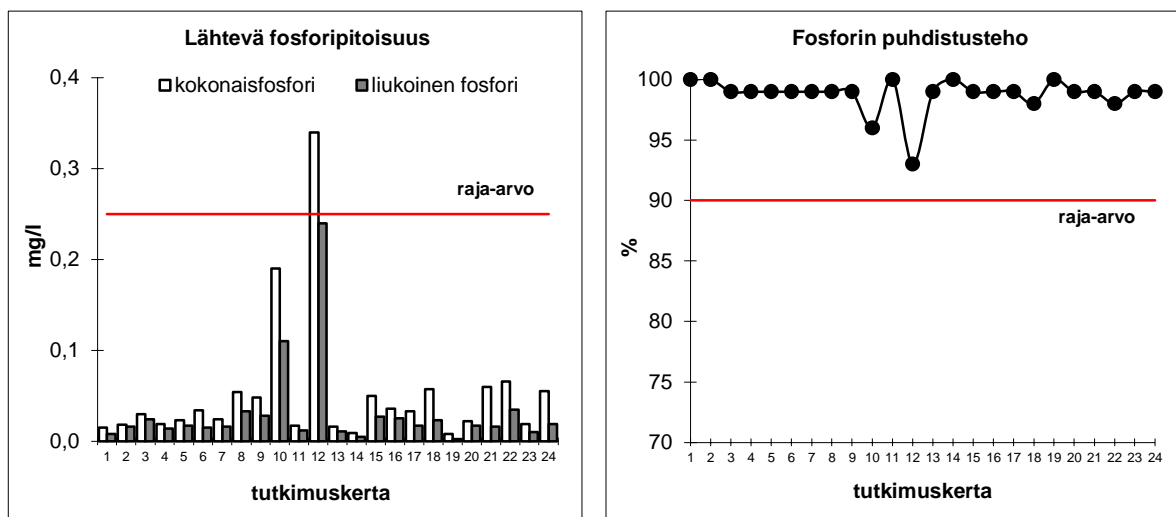 Lähtevä fosforipitoisuus
kokonaisfosfori liukoinen fosfori
0,4
0,3
0,2
0,1
0,0
mg/l
raja-arvo
1 2 3 4 5 6 7 8 9 10 11 12 13 14 15 16 17 18 19 20 21 22 23 24
tutkimuskerta
Fosforin puhdistusteho
100
95
90
85
80
75
70
%
raja-arvo
1 2 3 4 5 6 7 8 9 10 11 12 13 14 15 16 17 18 19 20 21 22 23 24
tutkimuskerta